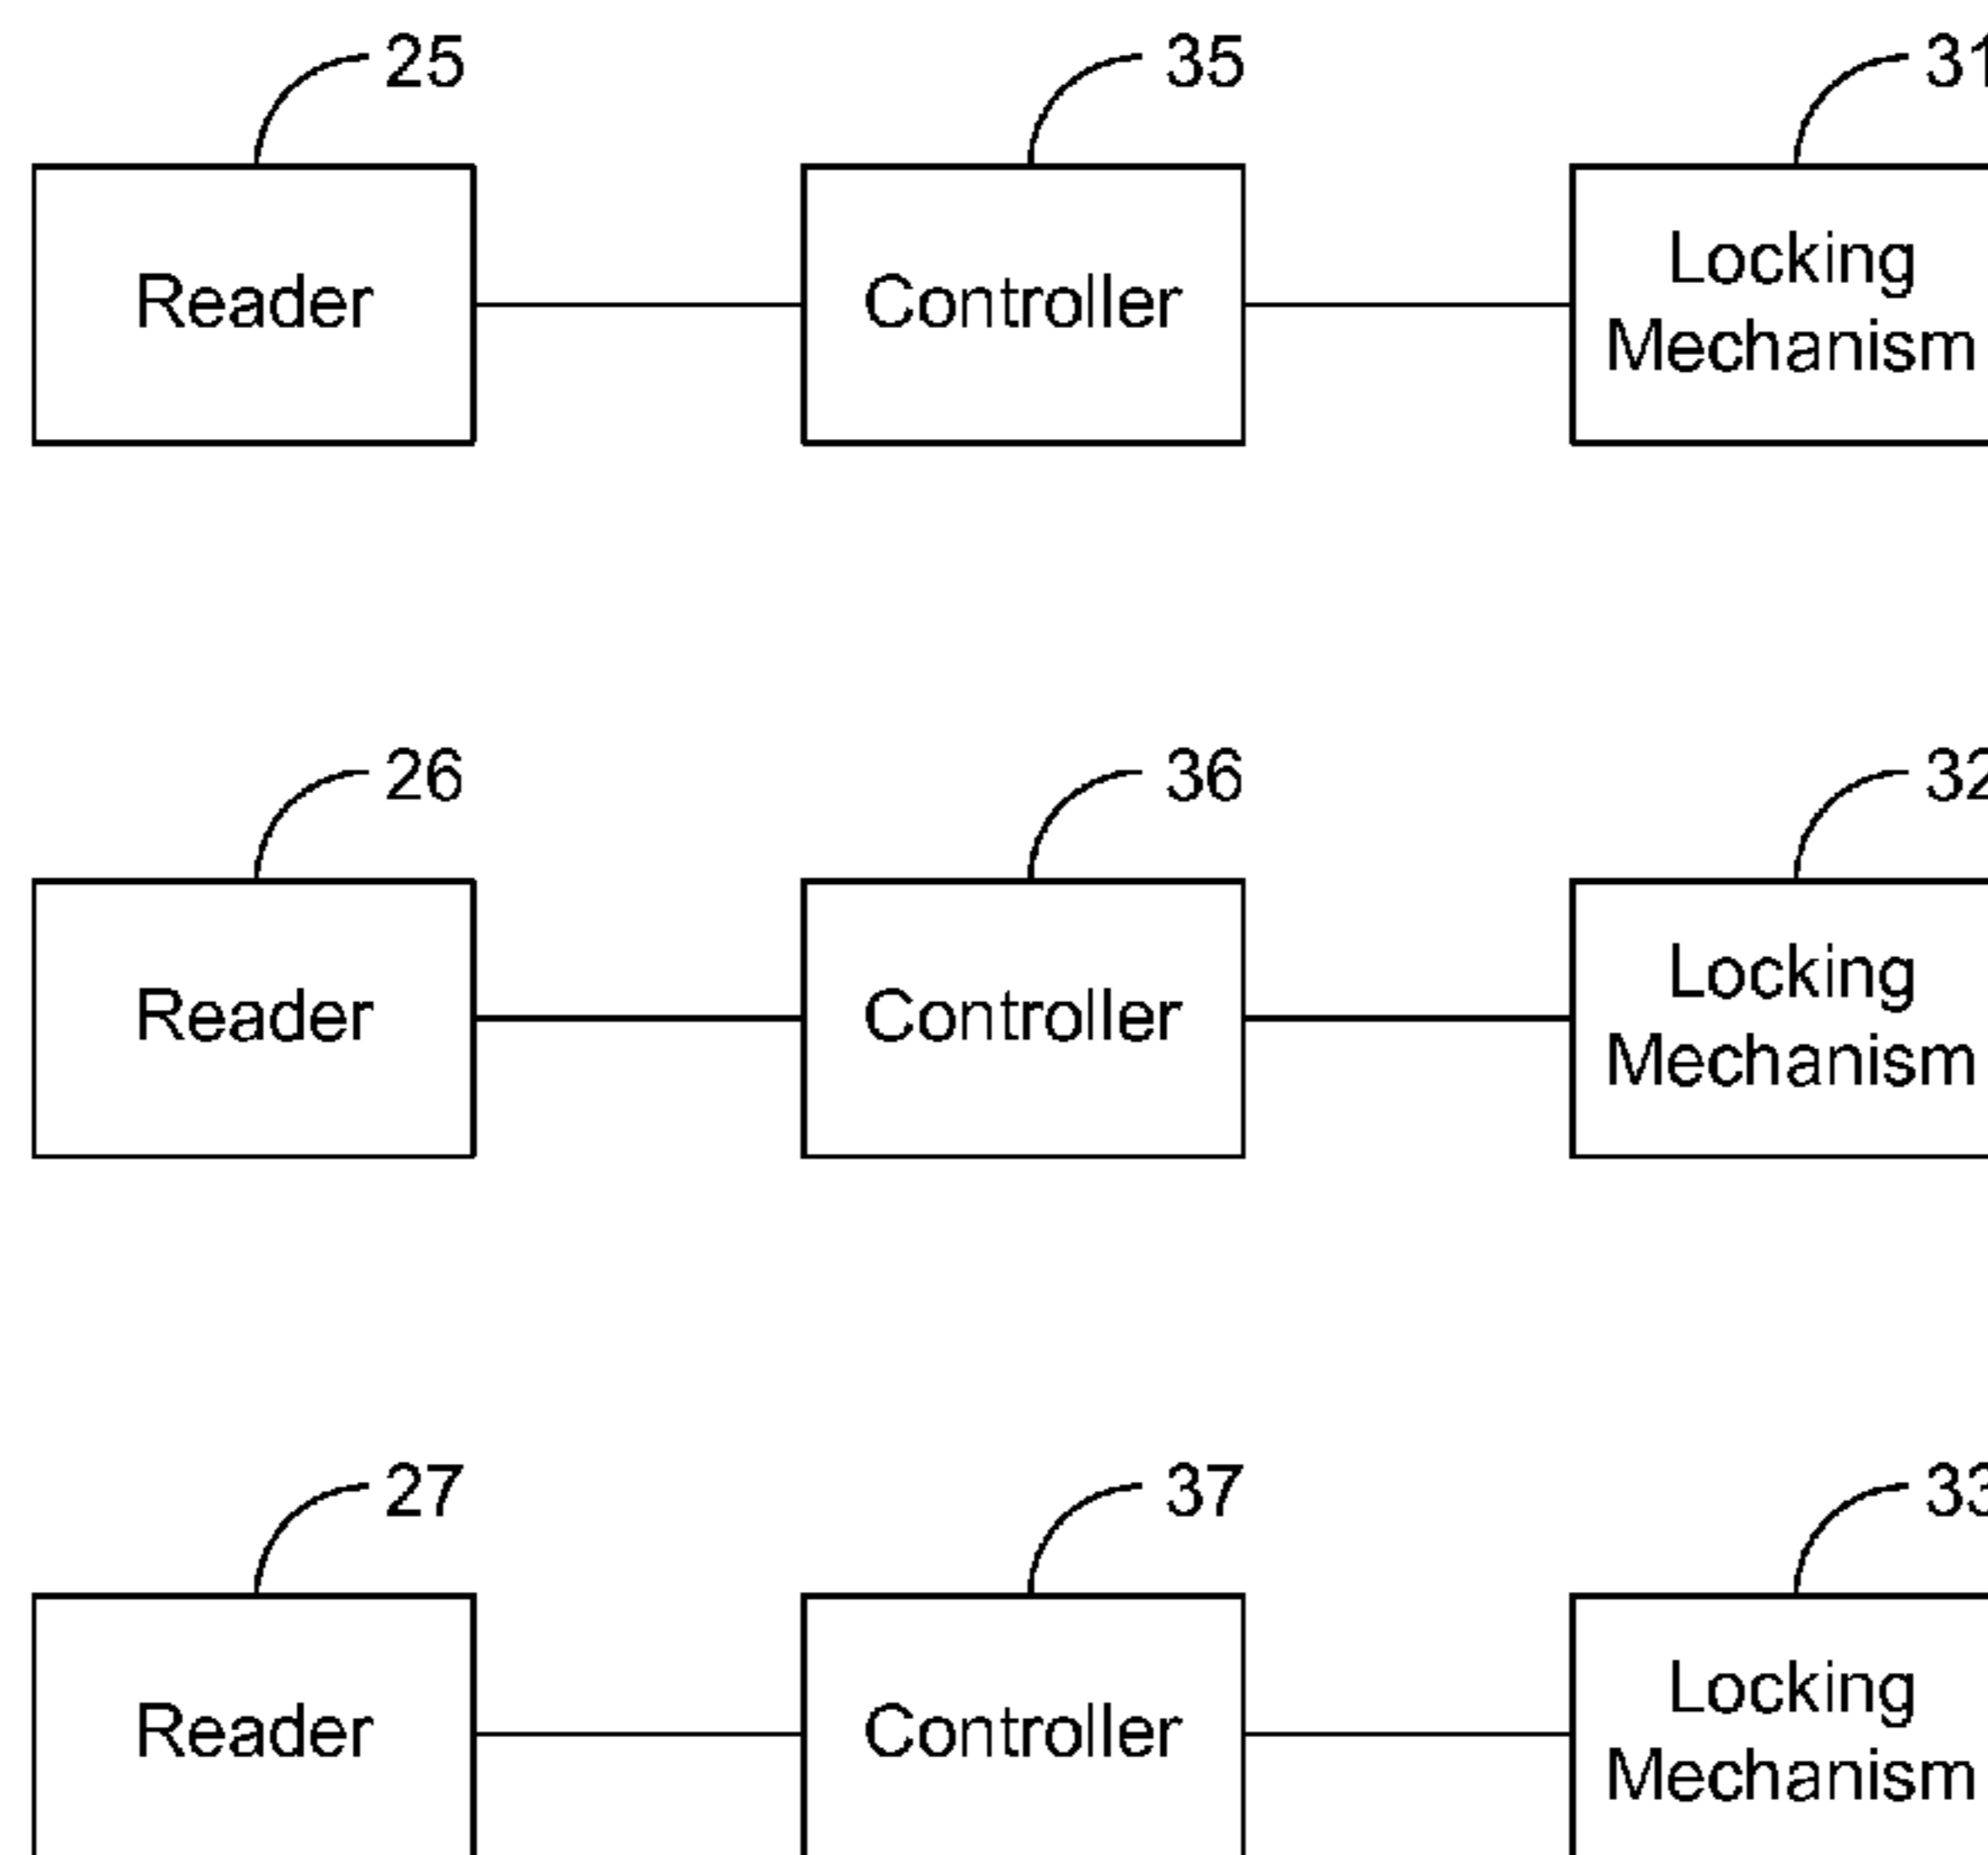 25 35 31
Reader Controller Locking Mechanism
26 36 32
Reader Controller Locking Mechanism
27 37 33
Reader Controller Locking Mechanism